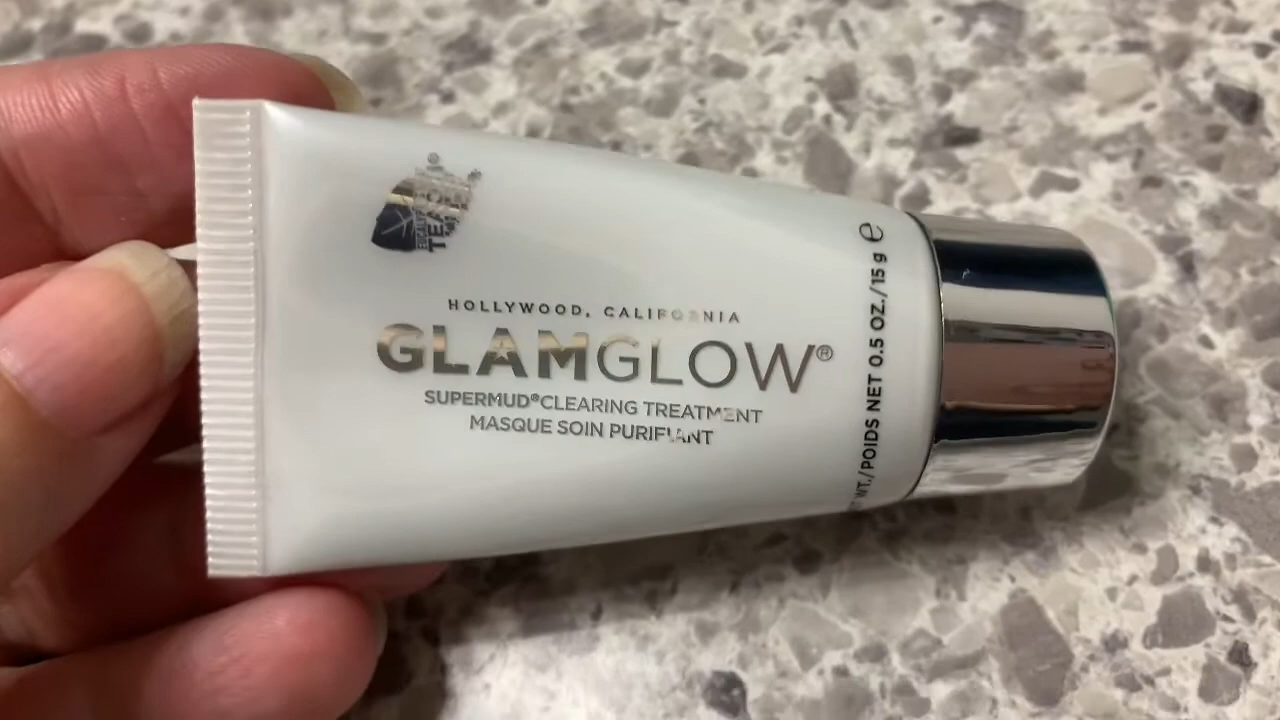 HOLLYWOOD, CALIFORNIA
GLAMGLOW®
SUPERMUD®CLEARING TREATMENT
MASQUE SOIN PURIFIANT
WT./POIDS NET 0.5 OZ./15 g ℮